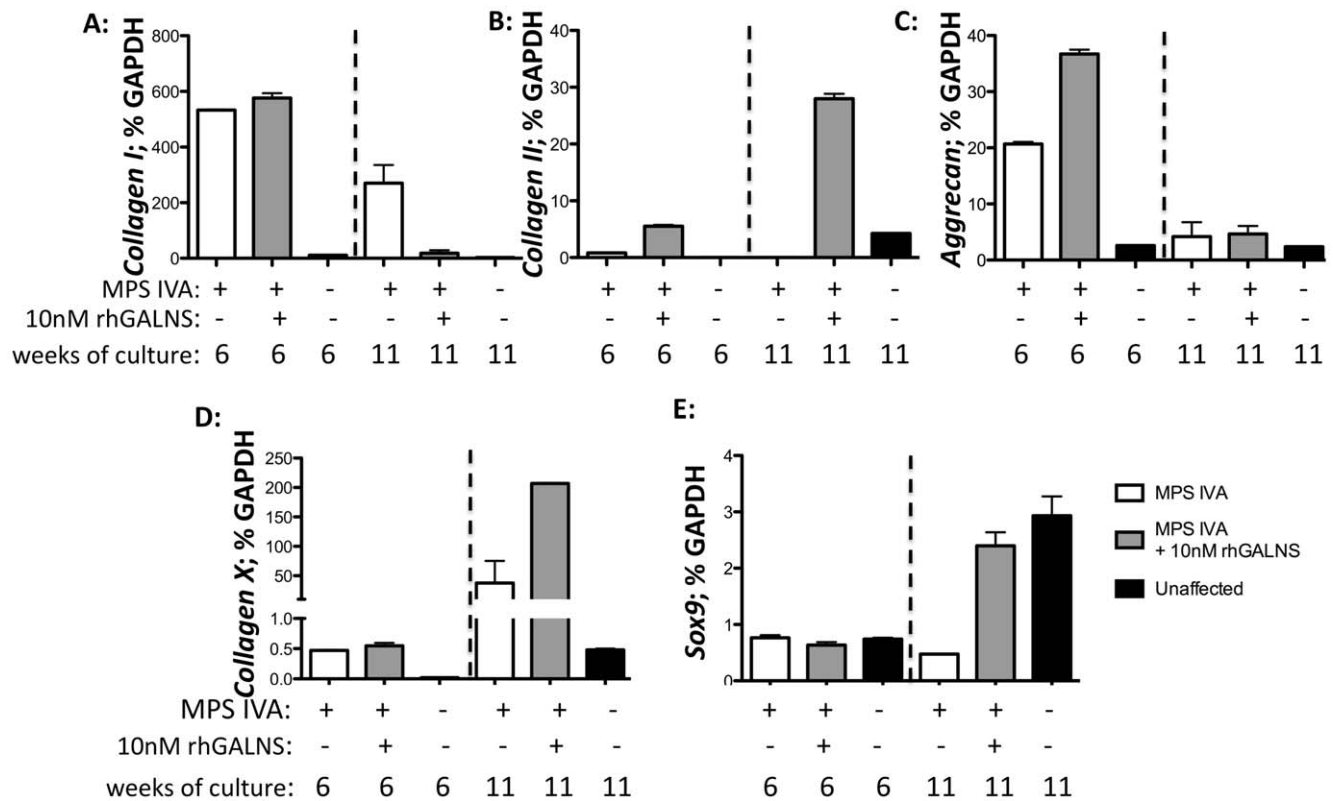 A:
Collagen I; % GAPDH
800
600
400
200
0
B:
Collagen II; % GAPDH
40
30
20
10
0
C:
Aggrecan; % GAPDH
40
30
20
10
0
MPS IVA: + + - + + - + + - + + - + + - + + -
10nM rhGALNS: - + - - + - - + - - + - - + - - + -
weeks of culture: 6 6 6 11 11 11 6 6 6 11 11 11 6 6 6 11 11 11
D:
Collagen X; % GAPDH
250
200
150
100
50
1.0
0.5
0.0
E:
Sox9; % GAPDH
4
3
2
1
0
MPS IVA
MPS IVA
+ 10nM rhGALNS
Unaffected
MPS IVA: + + - + + - + + - + + -
10nM rhGALNS: - + - - + - - + - - + -
weeks of culture: 6 6 6 11 11 11 6 6 6 11 11 11